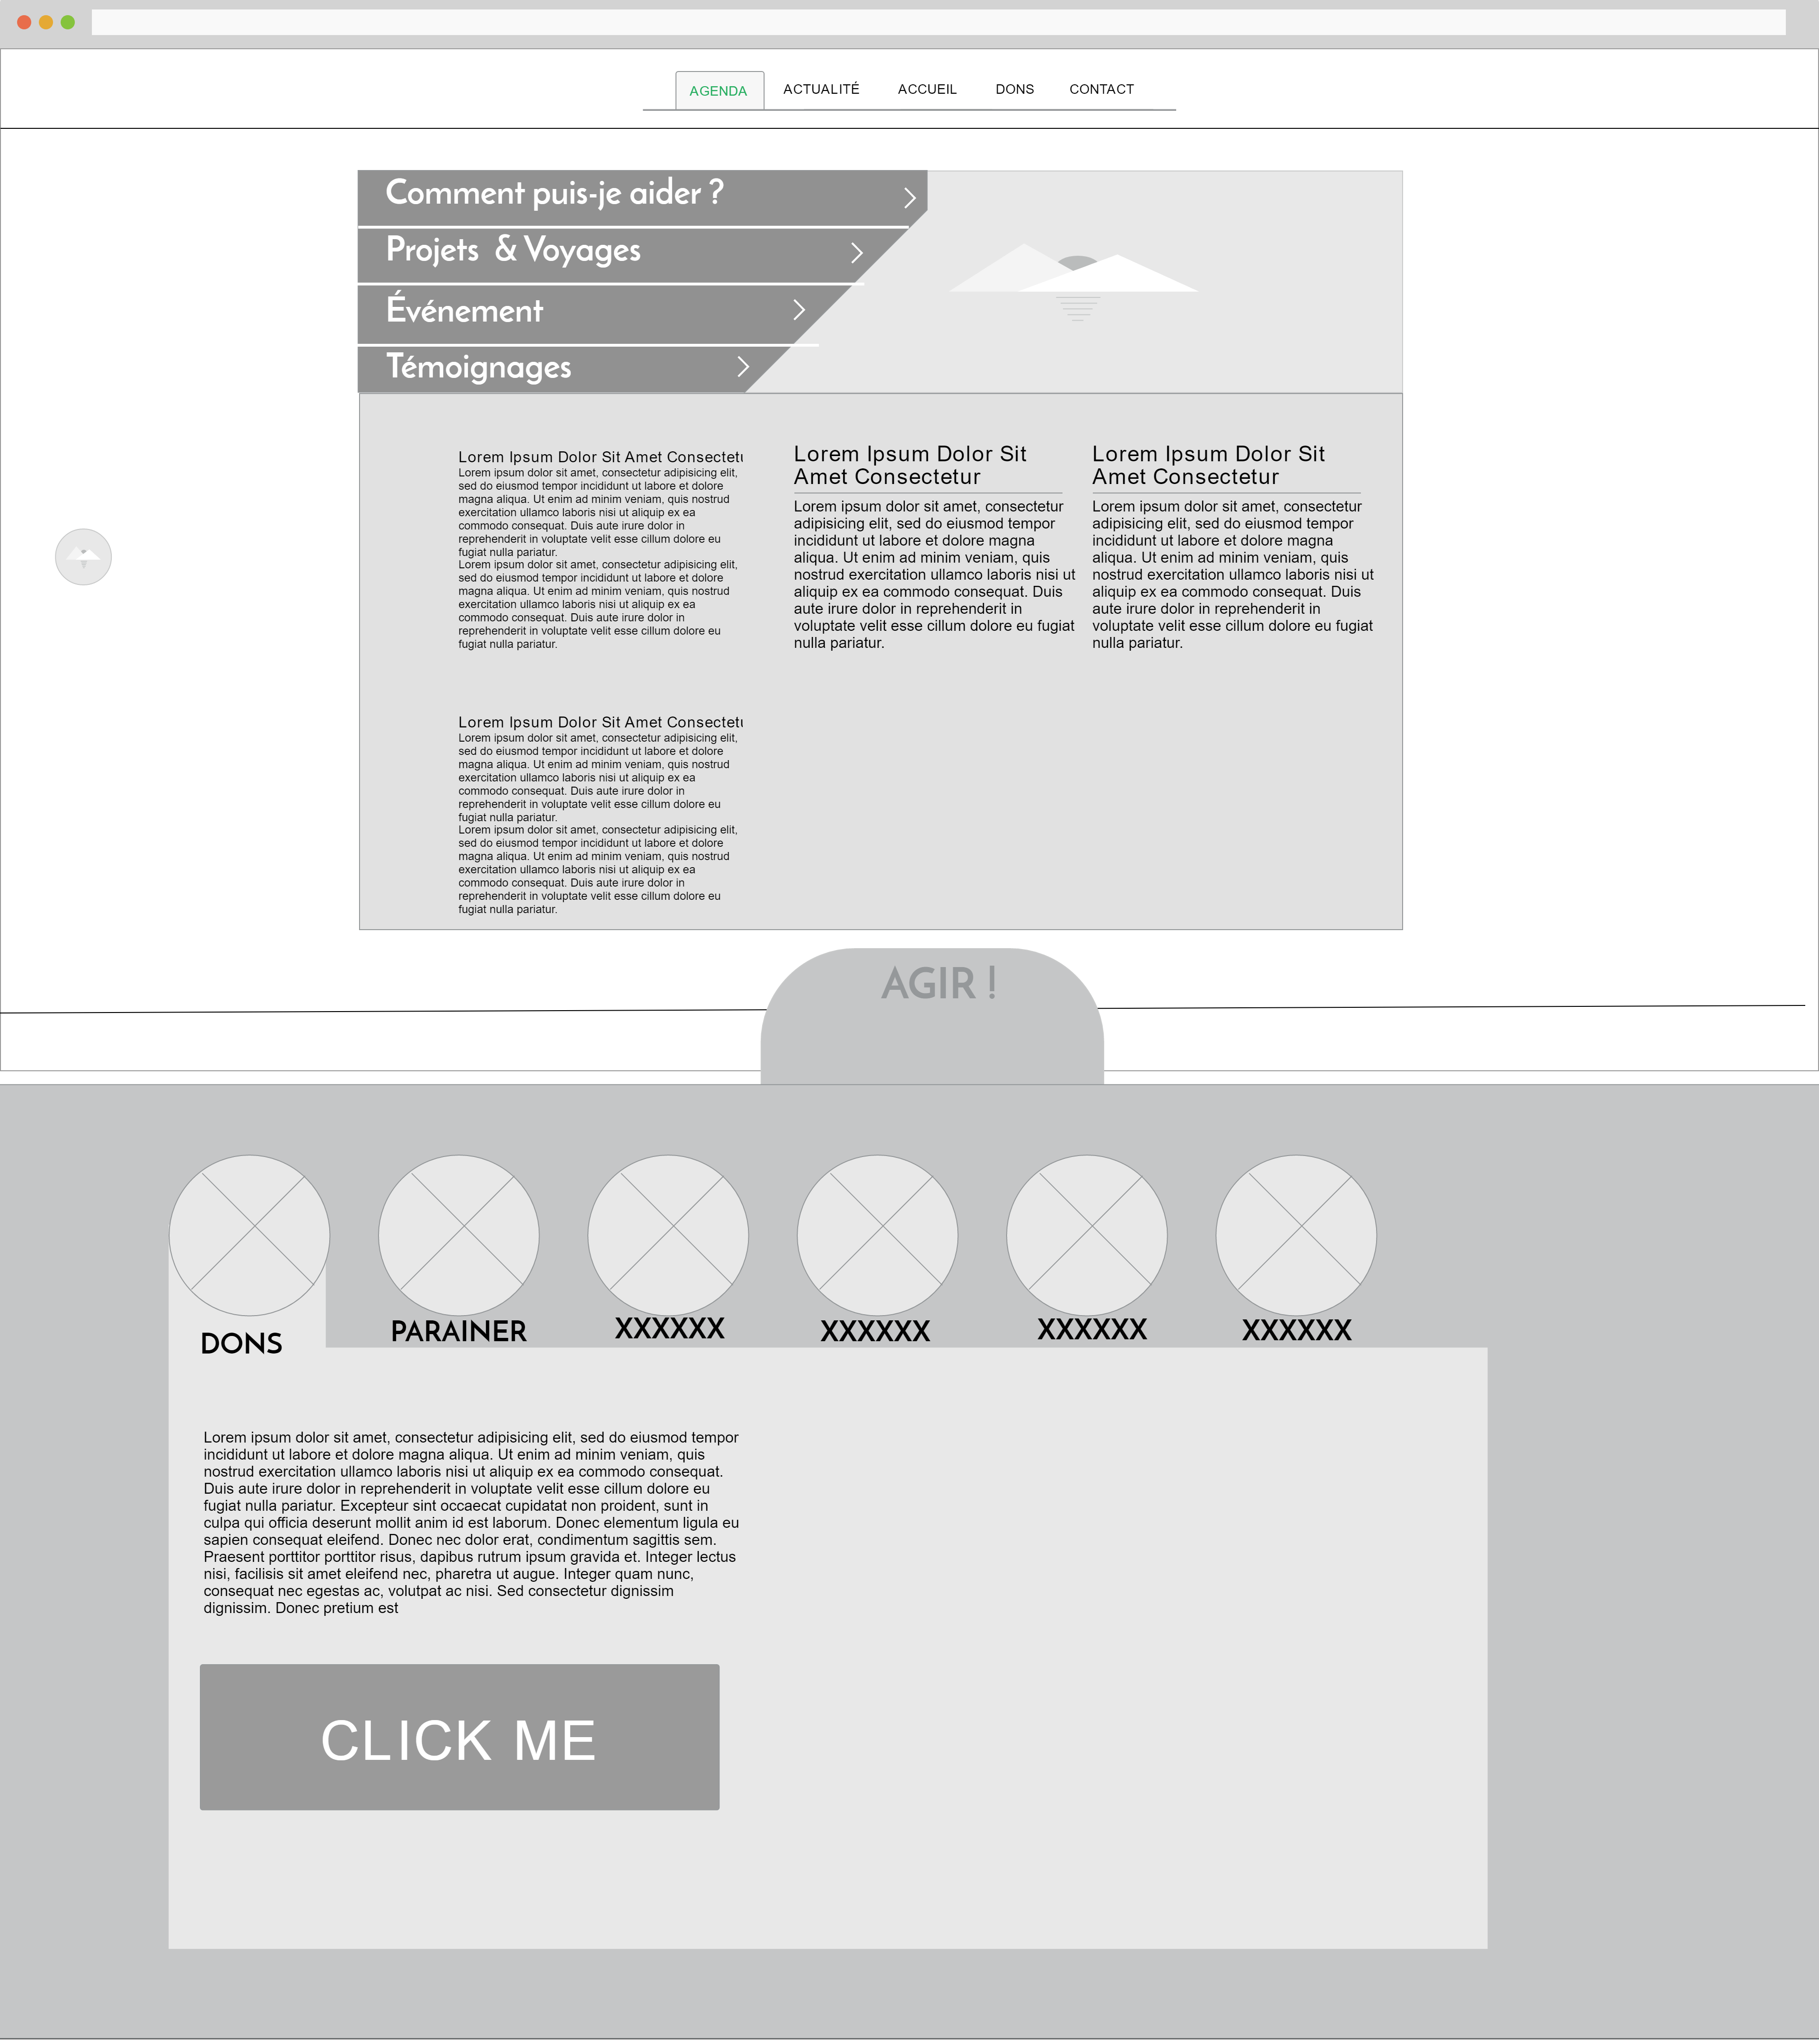 AGENDA ACTUALITÉ ACCUEIL DONS CONTACT
Comment puis-je aider ?
Projets & Voyages
Événement
Témoignages
Lorem Ipsum Dolor Sit Amet
Lorem ipsum dolor sit amet, consectetur adipisicing elit,
sed do eiusmod tempor incididunt ut labore et dolore
magna aliqua. Ut enim ad minim veniam, quis nostrud
exercitation ullamco laboris nisi ut aliquip ex ea
commodo consequat. Duis aute irure dolor in
reprehenderit in voluptate velit esse cillum dolore eu
fugiat nulla pariatur.
Lorem ipsum dolor sit amet, consectetur adipisicing elit,
sed do eiusmod tempor incididunt ut labore et dolore
magna aliqua. Ut enim ad minim veniam, quis nostrud
exercitation ullamco laboris nisi ut aliquip ex ea
commodo consequat. Duis aute irure dolor in
reprehenderit in voluptate velit esse cillum dolore eu
fugiat nulla pariatur.
Lorem Ipsum Dolor Sit Amet
Lorem ipsum dolor sit amet, consectetur adipisicing elit,
sed do eiusmod tempor incididunt ut labore et dolore
magna aliqua. Ut enim ad minim veniam, quis nostrud
exercitation ullamco laboris nisi ut aliquip ex ea
commodo consequat. Duis aute irure dolor in
reprehenderit in voluptate velit esse cillum dolore eu
fugiat nulla pariatur.
Lorem ipsum dolor sit amet, consectetur adipisicing elit,
sed do eiusmod tempor incididunt ut labore et dolore
magna aliqua. Ut enim ad minim veniam, quis nostrud
exercitation ullamco laboris nisi ut aliquip ex ea
commodo consequat. Duis aute irure dolor in
reprehenderit in voluptate velit esse cillum dolore eu
fugiat nulla pariatur.
Lorem Ipsum Dolor Sit
Amet Consectetur
Lorem ipsum dolor sit amet, consectetur
adipisicing elit, sed do eiusmod tempor
incididunt ut labore et dolore magna
aliqua. Ut enim ad minim veniam, quis
nostrud exercitation ullamco laboris nisi ut
aliquip ex ea commodo consequat. Duis
aute irure dolor in reprehenderit in
voluptate velit esse cillum dolore eu fugiat
nulla pariatur.
Lorem Ipsum Dolor Sit
Amet Consectetur
Lorem ipsum dolor sit amet, consectetur
adipisicing elit, sed do eiusmod tempor
incididunt ut labore et dolore magna
aliqua. Ut enim ad minim veniam, quis
nostrud exercitation ullamco laboris nisi ut
aliquip ex ea commodo consequat. Duis
aute irure dolor in reprehenderit in
voluptate velit esse cillum dolore eu fugiat
nulla pariatur.
AGIR !
DONS PARAINER XXXXXX XXXXXX XXXXXX XXXXXX
Lorem ipsum dolor sit amet, consectetur adipisicing elit, sed do eiusmod tempor
incididunt ut labore et dolore magna aliqua. Ut enim ad minim veniam, quis
nostrud exercitation ullamco laboris nisi ut aliquip ex ea commodo consequat.
Duis aute irure dolor in reprehenderit in voluptate velit esse cillum dolore eu
fugiat nulla pariatur. Excepteur sint occaecat cupidatat non proident, sunt in
culpa qui officia deserunt mollit anim id est laborum. Donec elementum ligula eu
sapien consequat eleifend. Donec nec dolor erat, condimentum sagittis sem.
Praesent porttitor porttitor risus, dapibus rutrum ipsum gravida et. Integer lectus
nisi, facilisis sit amet eleifend nec, pharetra ut augue. Integer quam nunc,
consequat nec egestas ac, volutpat ac nisi. Sed consectetur dignissim
dignissim. Donec pretium est
CLICK ME